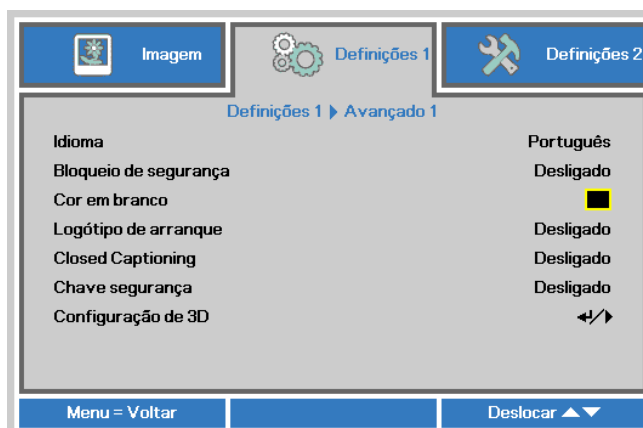 Imagem Definições 1 Definições 2
Definições 1 Avançado 1
Idioma Português
Bloqueio de segurança Desligado
Cor em branco
Logótipo de arranque Desligado
Closed Captioning Desligado
Chave segurança Desligado
Configuração de 3D
Menu = Voltar Deslocar